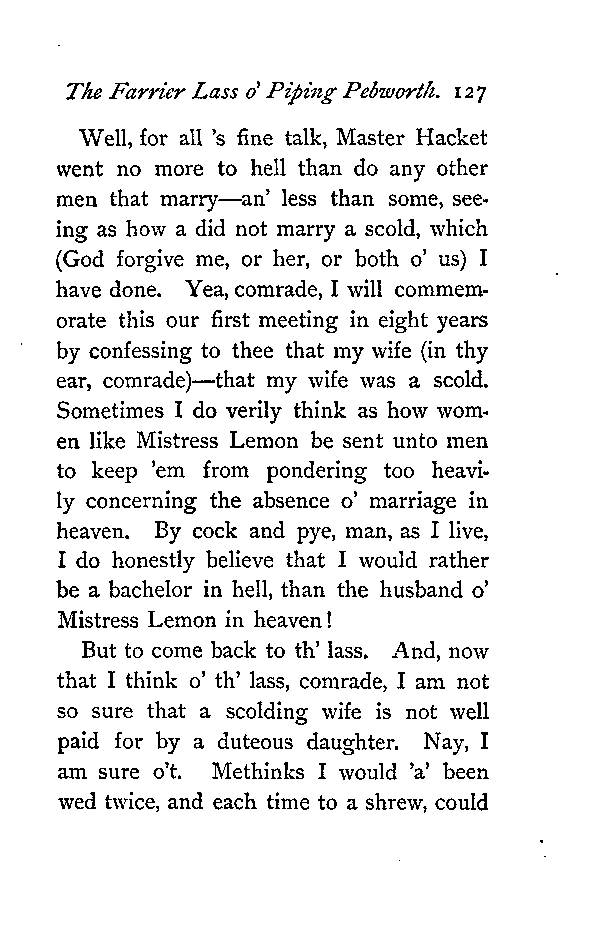 The Farrier Lass o' Piping Pebworth. 127
Well, for all 's fine talk, Master Hacket
went no more to hell than do any other
men that marry—an' less than some, see-
ing as how a did not marry a scold, which
(God forgive me, or her, or both o' us) I
have done. Yea, comrade, I will commem-
orate this our first meeting in eight years
by confessing to thee that my wife (in thy
ear, comrade)—that my wife was a scold.
Sometimes I do verily think as how wom-
en like Mistress Lemon be sent unto men
to keep 'em from pondering too heavi-
ly concerning the absence o' marriage in
heaven. By cock and pye, man, as I live,
I do honestly believe that I would rather
be a bachelor in hell, than the husband o'
Mistress Lemon in heaven!
But to come back to th' lass. And, now
that I think o' th' lass, comrade, I am not
so sure that a scolding wife is not well
paid for by a duteous daughter. Nay, I
am sure o't. Methinks I would 'a' been
wed twice, and each time to a shrew, could